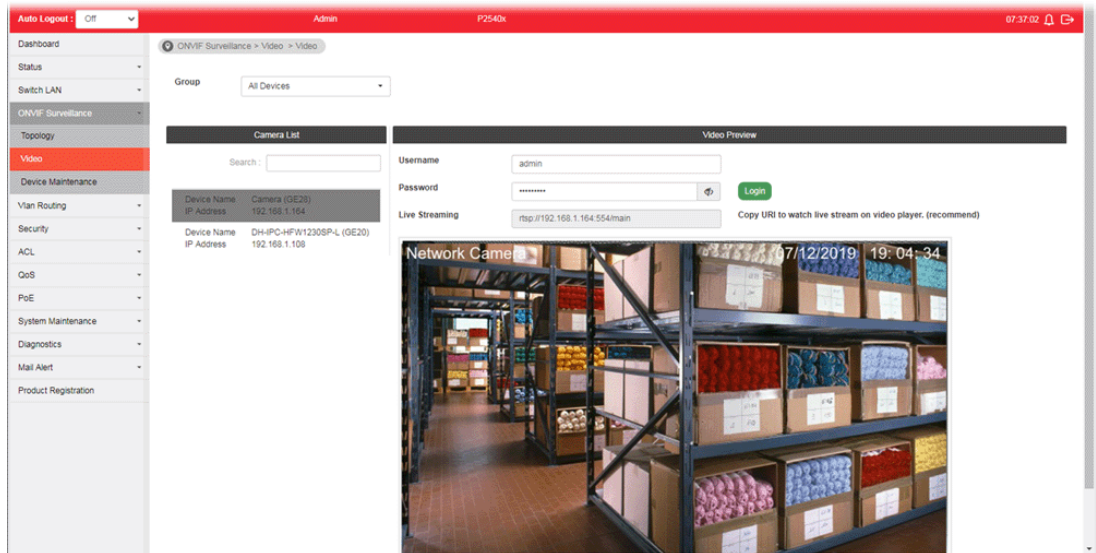 Auto Logout : Off Admin P2540x 07:37:02
Dashboard
Status
Switch LAN
ONVIF Surveillance
Topology
Video
Device Maintenance
Vlan Routing
Security
ACL
QoS
PoE
System Maintenance
Diagnostics
Mail Alert
Product Registration
ONVIF Surveillance > Video > Video
Group All Devices
Camera List
Search :
Device Name Camera (GE28)
IP Address 192.168.1.164
Device Name DH-IPC-HFW1230SP-L (GE20)
IP Address 192.168.1.108
Video Preview
Username admin
Password ••••••••• Login
Live Streaming rtsp://192.168.1.164:554/main Copy URI to watch live stream on video player. (recommend)
Network Camera 07/12/2019 19: 04: 34